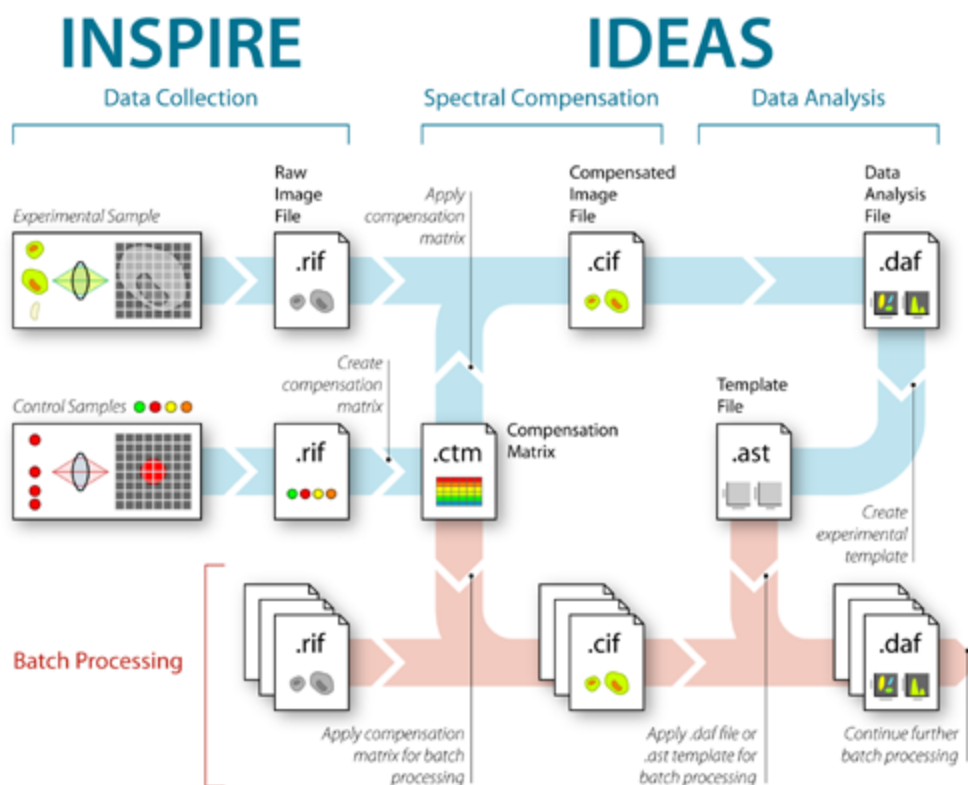 INSPIRE
IDEAS
Data Collection
Spectral Compensation
Data Analysis
Raw
Image
File
Apply
compensation
matrix
Compensated
Image
File
Data
Analysis
File
Experimental Sample
.rif
.cif
.daf
Create
compensation
matrix
Template
File
Control Samples
.rif
.ctm
Compensation
Matrix
.ast
Create
experimental
template
Batch Processing
.rif
.cif
.daf
Apply compensation
matrix for batch
processing
Apply .daf file or
.ast template for
batch processing
Continue further
batch processing